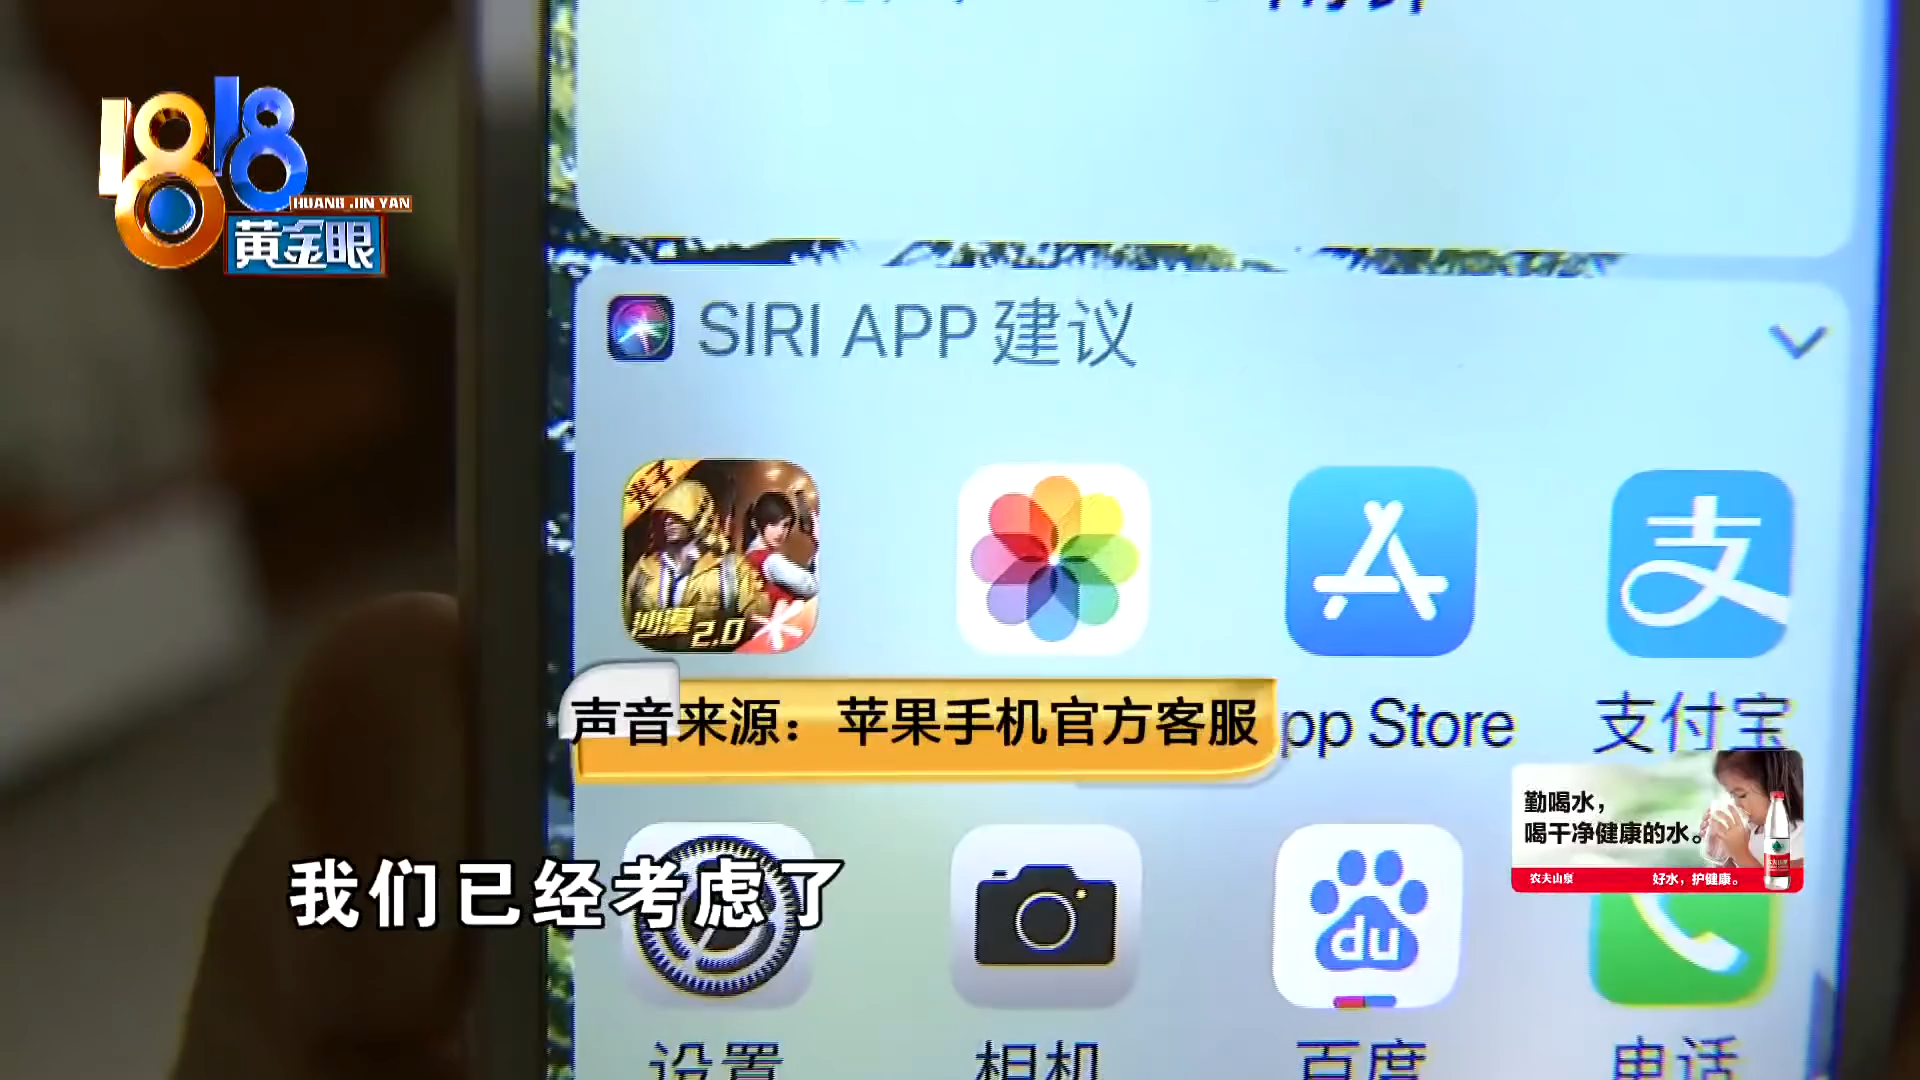 1818
HUANG JIN YAN
黄金眼
SIRI APP 建议
沙漠2.0
支
声音来源：苹果手机官方客服
pp Store
支付宝
勤喝水，
喝干净健康的水。
农夫山泉
好水，护健康。
我们已经考虑了
du
设置
相机
百度
电话